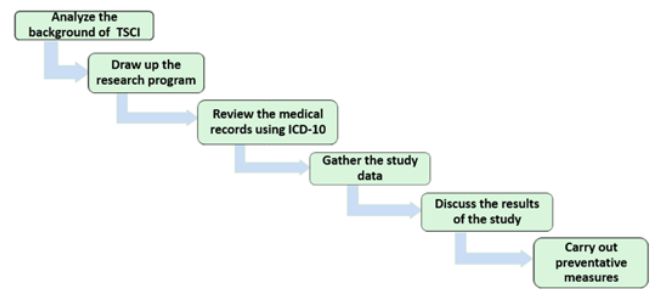 Analyze the
background of TSCI
Draw up the
research program
Review the medical
records using ICD-10
Gather the study
data
Discuss the results
of the study
Carry out
preventative
measures